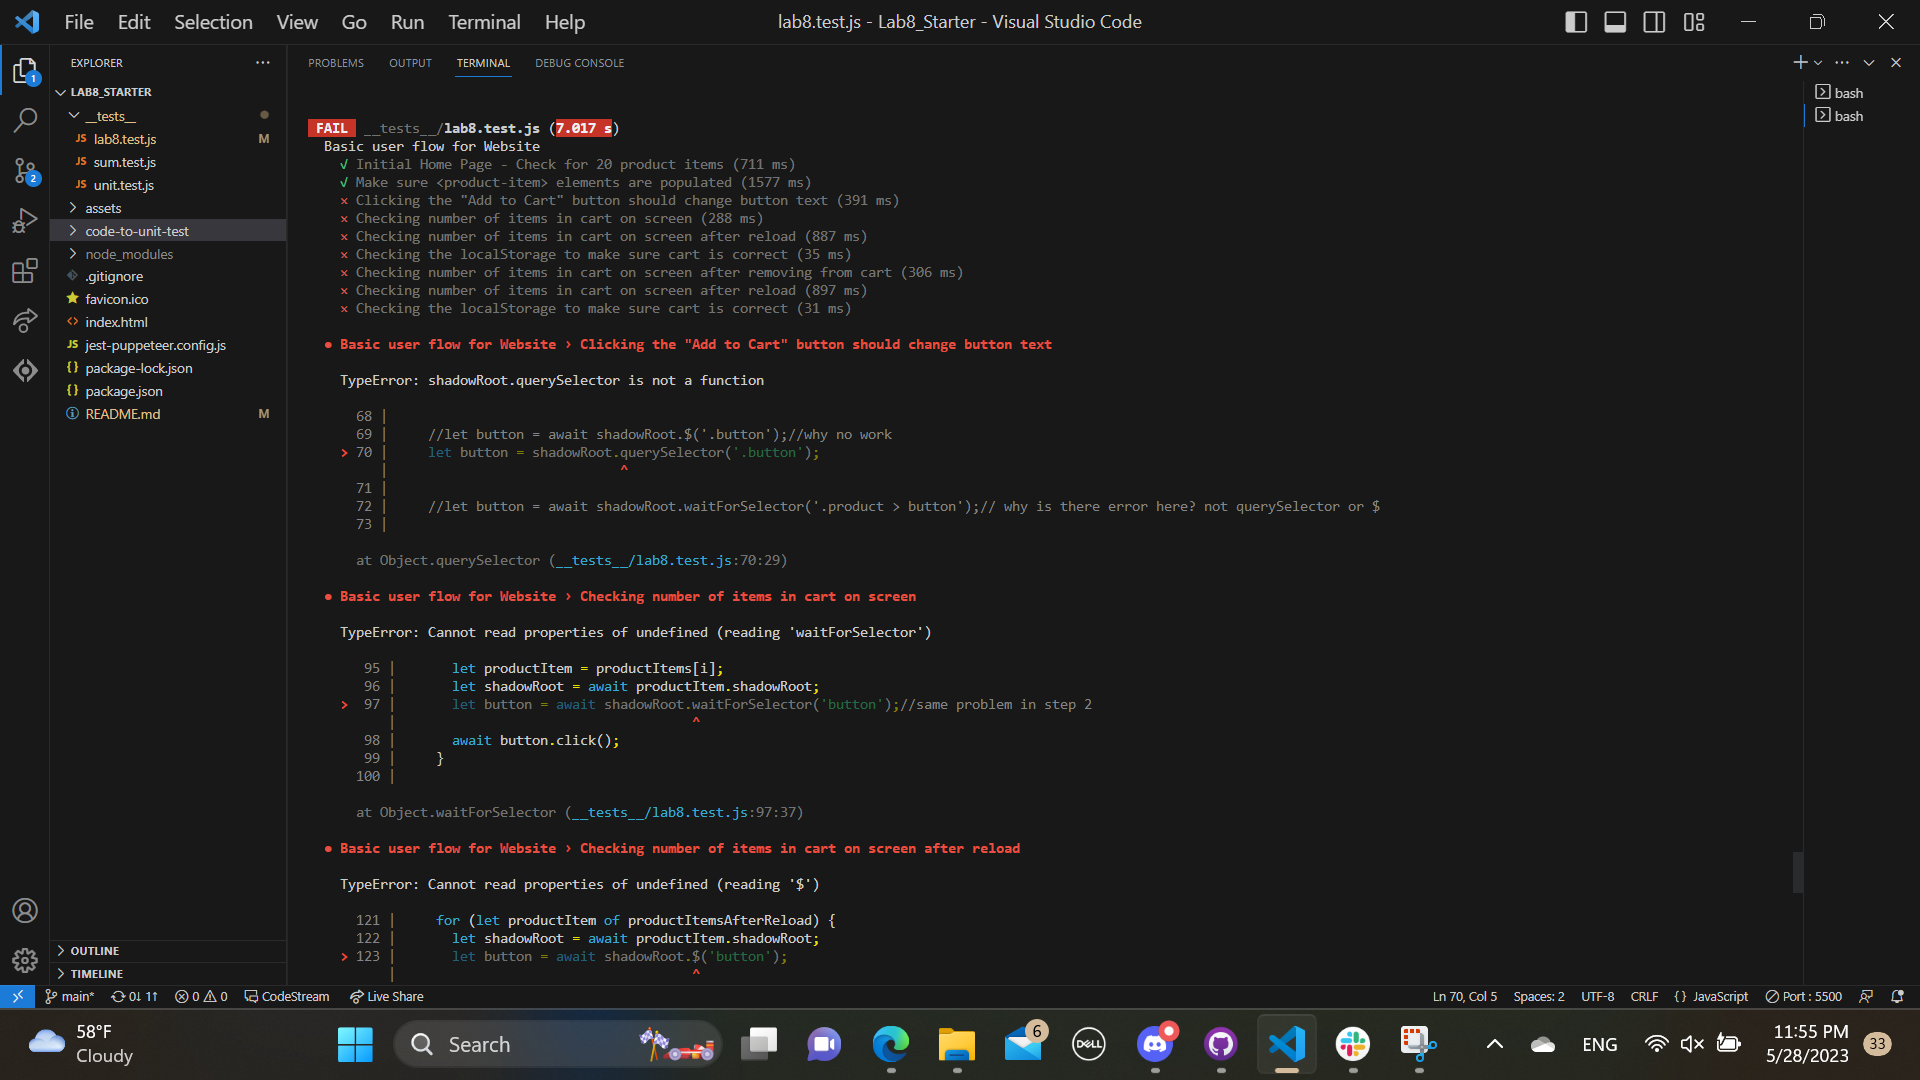 File Edit Selection View Go Run Terminal Help
lab8.test.js - Lab8_Starter - Visual Studio Code
EXPLORER
LAB8_STARTER
__tests__
JS lab8.test.js M
JS sum.test.js
JS unit.test.js
assets
code-to-unit-test
node_modules
.gitignore
favicon.ico
<> index.html
JS jest-puppeteer.config.js
{} package-lock.json
{} package.json
README.md M
OUTLINE
TIMELINE
1
2
PROBLEMS OUTPUT TERMINAL DEBUG CONSOLE
bash
bash
FAIL __tests__/lab8.test.js (7.017 s)
Basic user flow for Website
√ Initial Home Page - Check for 20 product items (711 ms)
√ Make sure <product-item> elements are populated (1577 ms)
× Clicking the "Add to Cart" button should change button text (391 ms)
× Checking number of items in cart on screen (288 ms)
× Checking number of items in cart on screen after reload (887 ms)
× Checking the localStorage to make sure cart is correct (35 ms)
× Checking number of items in cart on screen after removing from cart (306 ms)
× Checking number of items in cart on screen after reload (897 ms)
× Checking the localStorage to make sure cart is correct (31 ms)
● Basic user flow for Website › Clicking the "Add to Cart" button should change button text
TypeError: shadowRoot.querySelector is not a function
68 |
69 | //let button = await shadowRoot.$('.button');//why no work
> 70 | let button = shadowRoot.querySelector('.button');
| ^
71 |
72 | //let button = await shadowRoot.waitForSelector('.product > button');// why is there error here? not querySelector or $
73 |
at Object.querySelector (__tests__/lab8.test.js:70:29)
● Basic user flow for Website › Checking number of items in cart on screen
TypeError: Cannot read properties of undefined (reading 'waitForSelector')
95 | let productItem = productItems[i];
96 | let shadowRoot = await productItem.shadowRoot;
> 97 | let button = await shadowRoot.waitForSelector('button');//same problem in step 2
| ^
98 | await button.click();
99 | }
100 |
at Object.waitForSelector (__tests__/lab8.test.js:97:37)
● Basic user flow for Website › Checking number of items in cart on screen after reload
TypeError: Cannot read properties of undefined (reading '$')
121 | for (let productItem of productItemsAfterReload) {
122 | let shadowRoot = await productItem.shadowRoot;
> 123 | let button = await shadowRoot.$('button');
| ^
main* 0↓ 1↑ 0 0 CodeStream Live Share
Ln 70, Col 5 Spaces: 2 UTF-8 CRLF {} JavaScript Port : 5500
58°F
Cloudy
Search
6
DELL
ENG
11:55 PM
5/28/2023
33